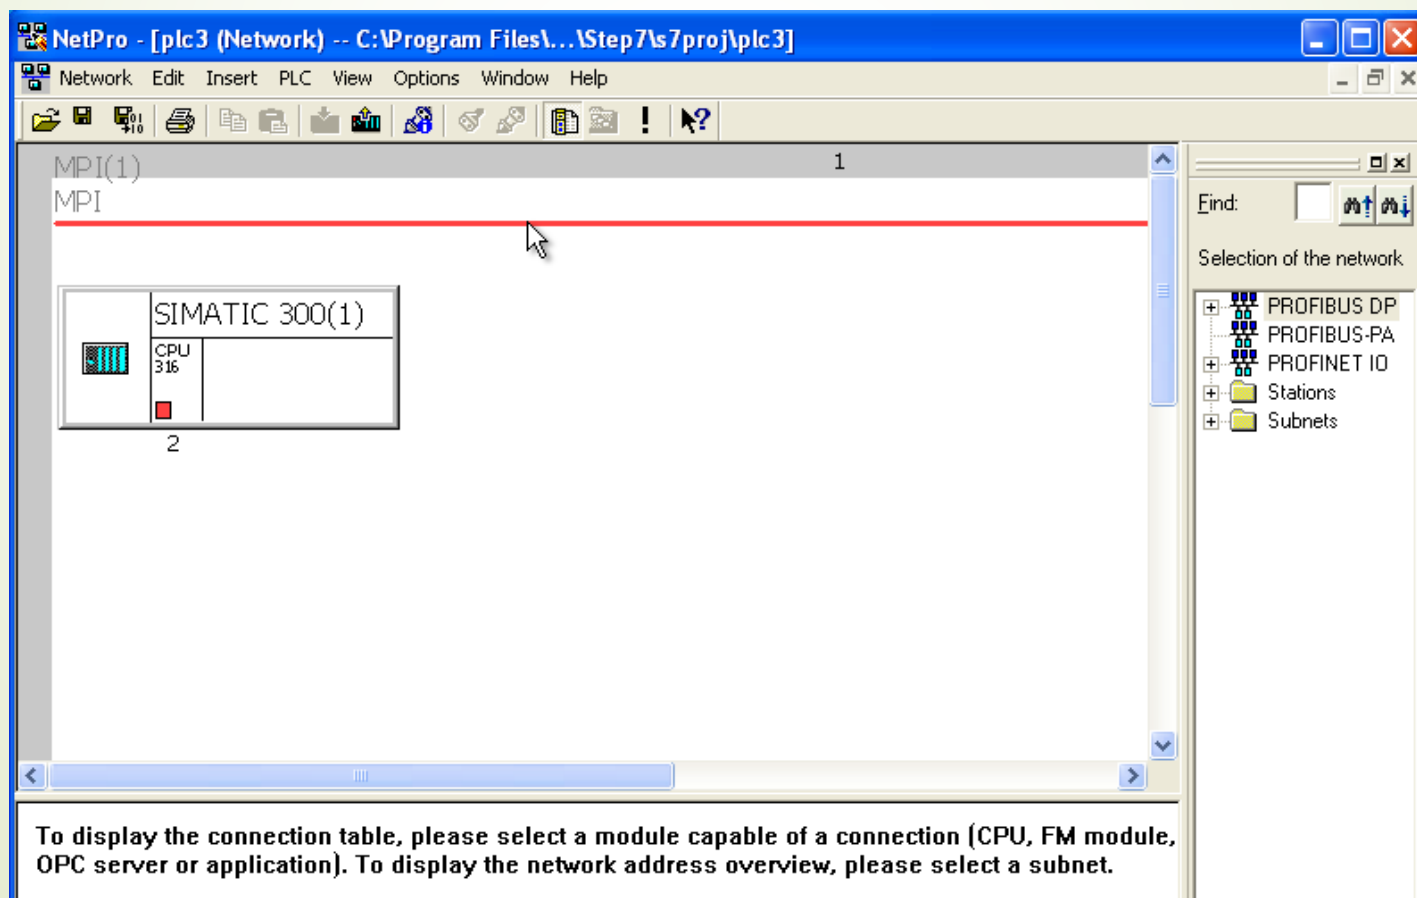 NetPro - [plc3 (Network) -- C:\Program Files\...\Step7\s7proj\plc3]
Network Edit Insert PLC View Options Window Help
MPI(1)
1
MPI
SIMATIC 300(1)
CPU
316
2
Find:
Selection of the network
PROFIBUS DP
PROFIBUS-PA
PROFINET IO
Stations
Subnets
To display the connection table, please select a module capable of a connection (CPU, FM module,
OPC server or application). To display the network address overview, please select a subnet.